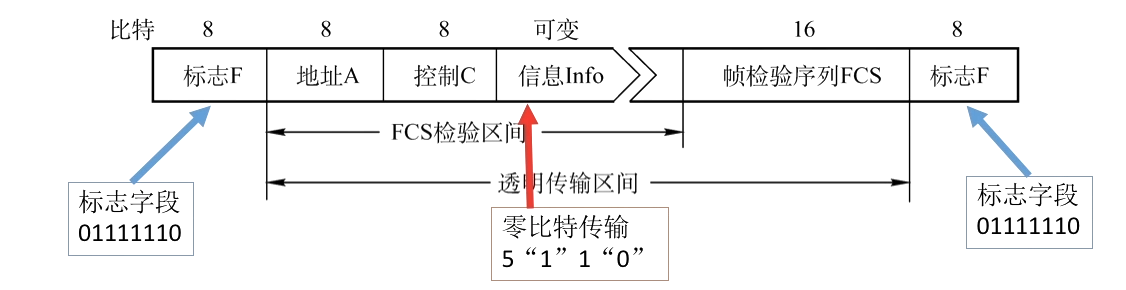 比特 8 8 8 可变 16 8
标志F 地址A 控制C 信息Info 帧检验序列FCS 标志F
FCS检验区间
透明传输区间
标志字段
01111110
零比特传输
5“1”1“0”
标志字段
01111110